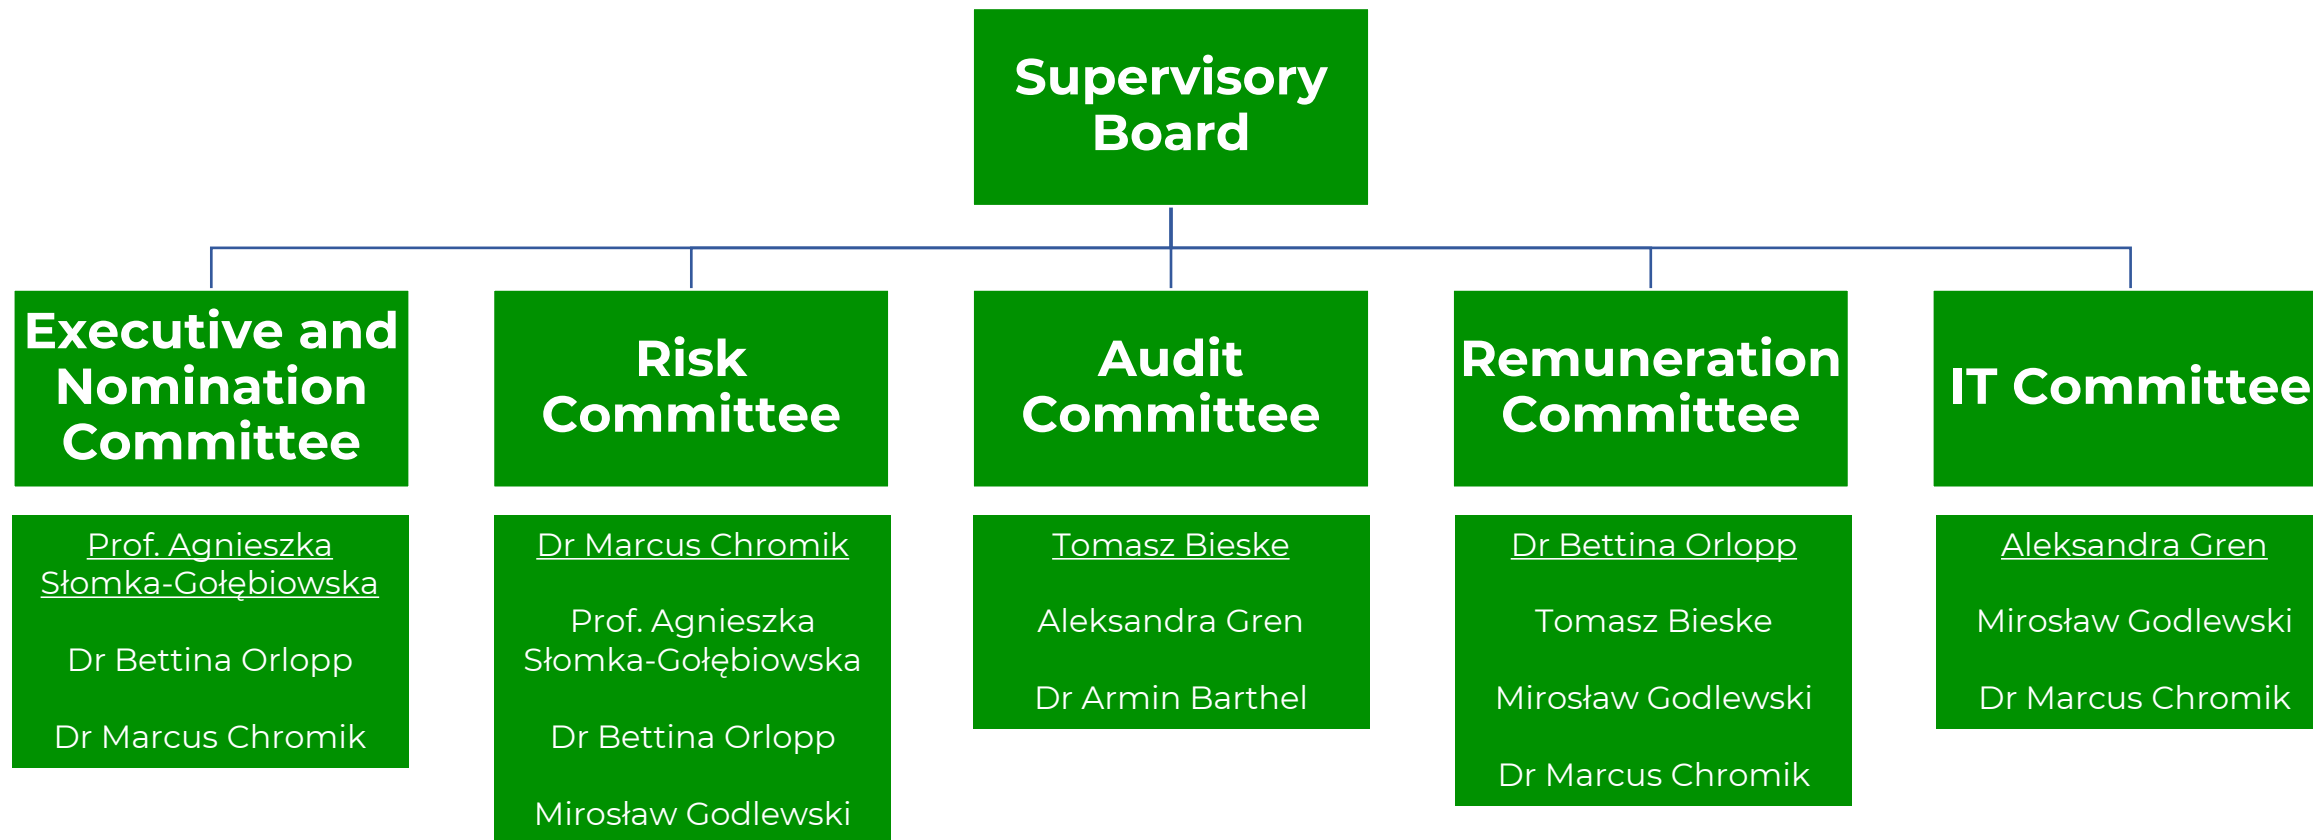 Supervisory
Board
Executive and
Nomination
Committee
Risk
Committee
Audit
Committee
Remuneration
Committee
IT Committee
Prof. Agnieszka
Słomka-Gołębiowska
Dr Bettina Orlopp
Dr Marcus Chromik
Dr Marcus Chromik
Prof. Agnieszka
Słomka-Gołębiowska
Dr Bettina Orlopp
Mirosław Godlewski
Tomasz Bieske
Aleksandra Gren
Dr Armin Barthel
Dr Bettina Orlopp
Tomasz Bieske
Mirosław Godlewski
Dr Marcus Chromik
Aleksandra Gren
Mirosław Godlewski
Dr Marcus Chromik